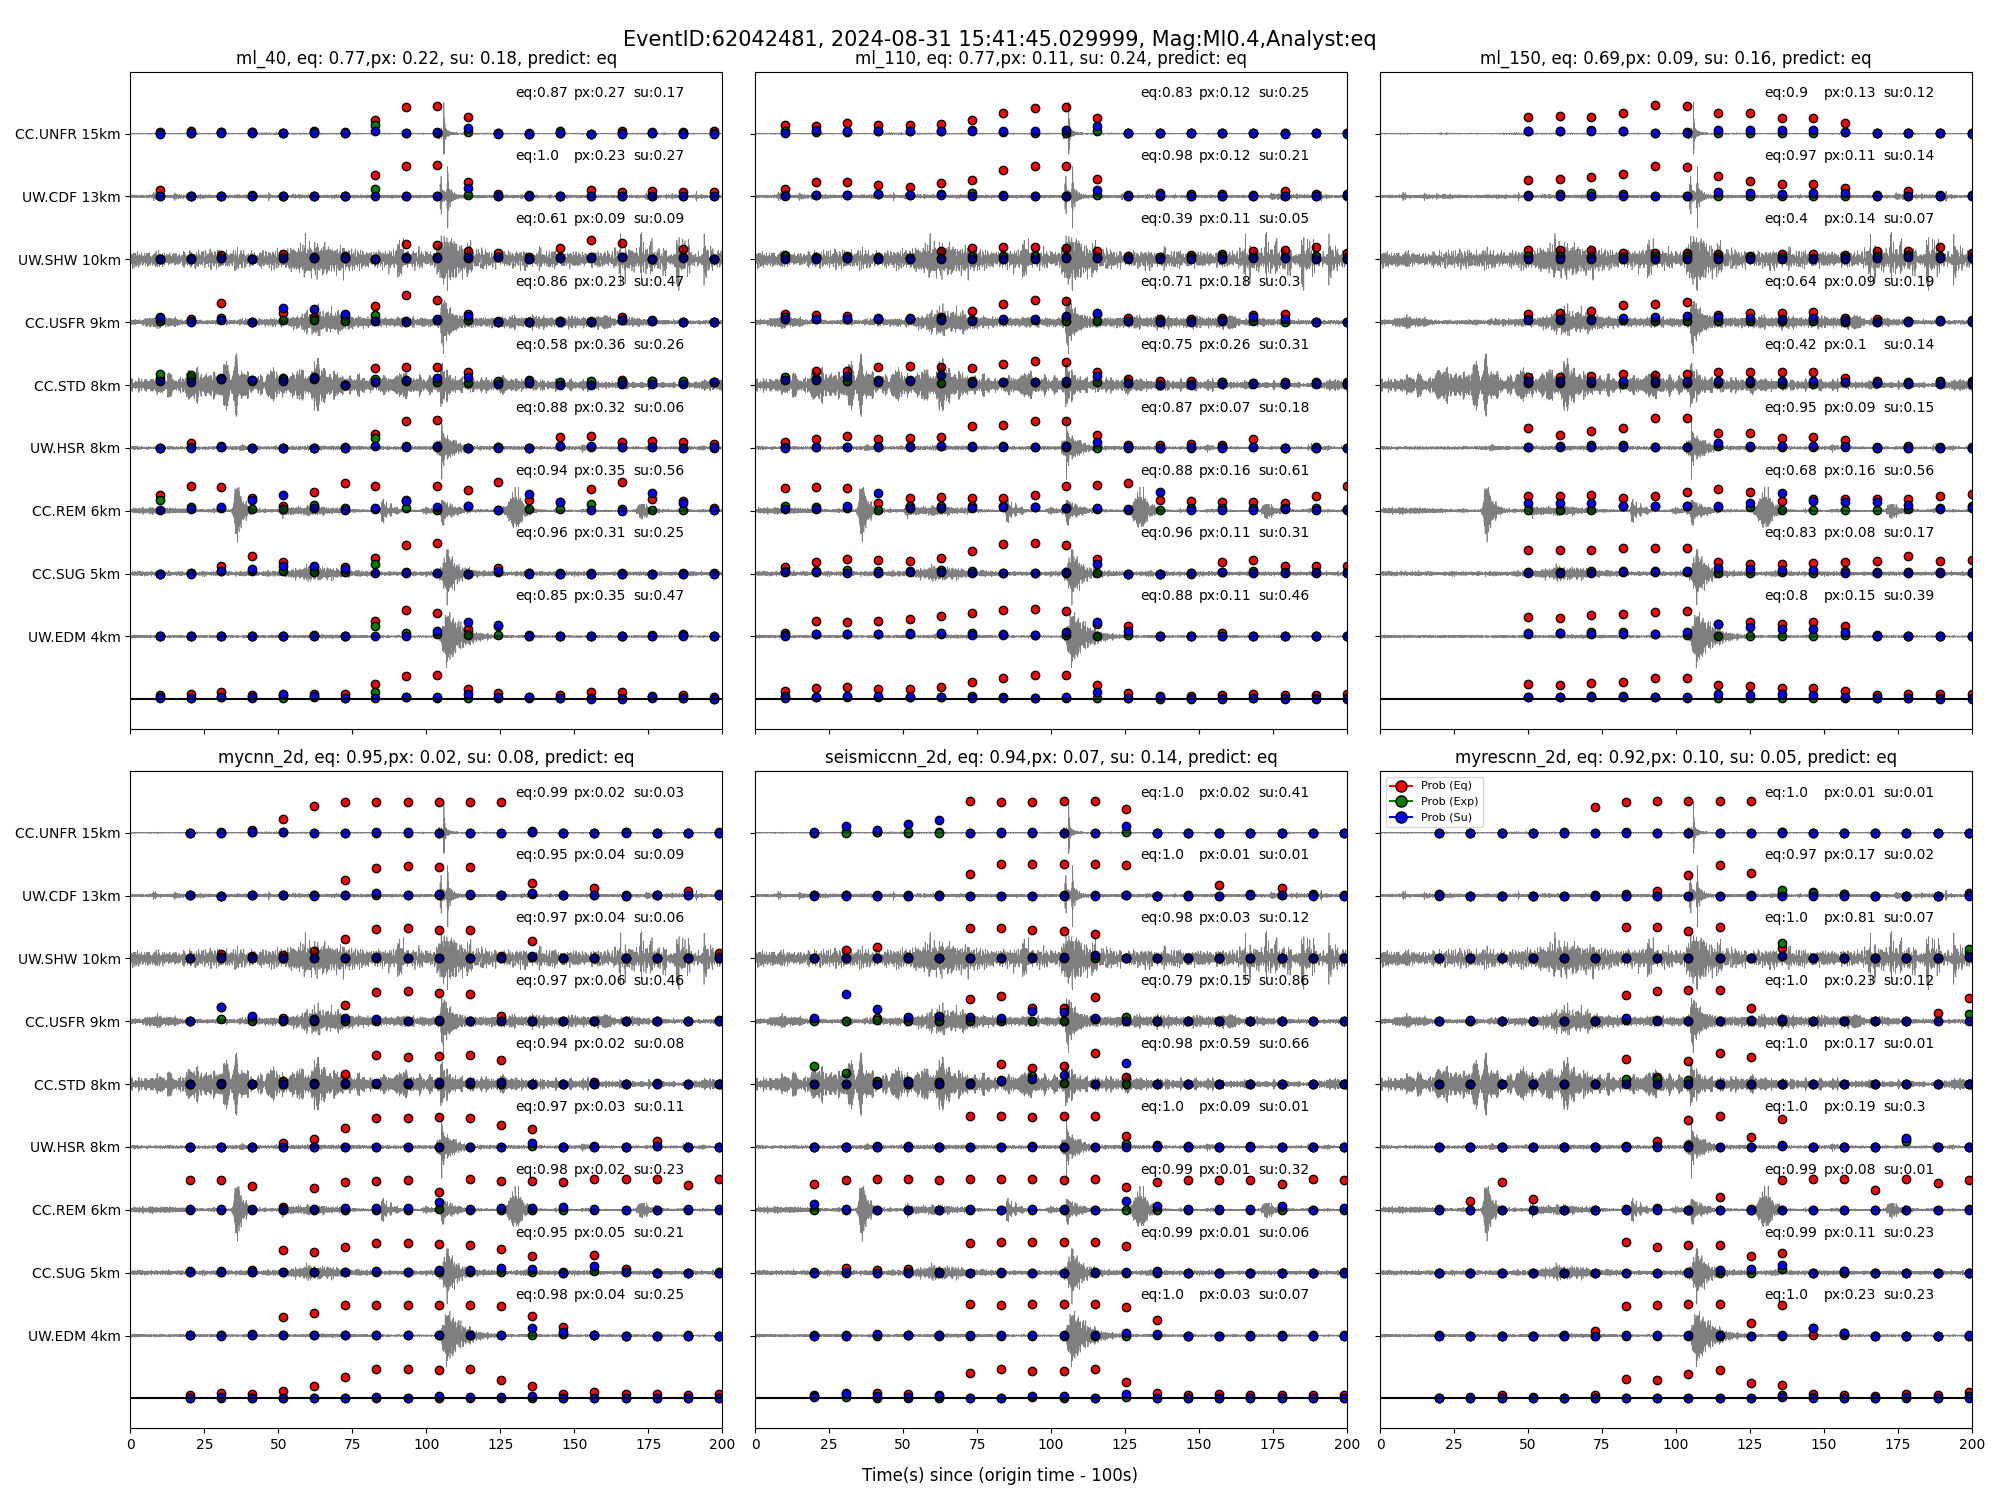 EventID:62042481, 2024-08-31 15:41:45.029999, Mag:Ml0.4,Analyst:eq
ml_40, eq: 0.77,px: 0.22, su: 0.18, predict: eq
CC.UNFR 15km eq:0.87 px:0.27 su:0.17
UW.CDF 13km eq:1.0 px:0.23 su:0.27
UW.SHW 10km eq:0.61 px:0.09 su:0.09
CC.USFR 9km eq:0.86 px:0.23 su:0.47
CC.STD 8km eq:0.58 px:0.36 su:0.26
UW.HSR 8km eq:0.88 px:0.32 su:0.06
CC.REM 6km eq:0.94 px:0.35 su:0.56
CC.SUG 5km eq:0.96 px:0.31 su:0.25
UW.EDM 4km eq:0.85 px:0.35 su:0.47
ml_110, eq: 0.77,px: 0.11, su: 0.24, predict: eq
eq:0.83 px:0.12 su:0.25
eq:0.98 px:0.12 su:0.21
eq:0.39 px:0.11 su:0.05
eq:0.71 px:0.18 su:0.3
eq:0.75 px:0.26 su:0.31
eq:0.87 px:0.07 su:0.18
eq:0.88 px:0.16 su:0.61
eq:0.96 px:0.11 su:0.31
eq:0.88 px:0.11 su:0.46
ml_150, eq: 0.69,px: 0.09, su: 0.16, predict: eq
eq:0.9 px:0.13 su:0.12
eq:0.97 px:0.11 su:0.14
eq:0.4 px:0.14 su:0.07
eq:0.64 px:0.09 su:0.19
eq:0.42 px:0.1 su:0.14
eq:0.95 px:0.09 su:0.15
eq:0.68 px:0.16 su:0.56
eq:0.83 px:0.08 su:0.17
eq:0.8 px:0.15 su:0.39
mycnn_2d, eq: 0.95,px: 0.02, su: 0.08, predict: eq
CC.UNFR 15km eq:0.99 px:0.02 su:0.03
UW.CDF 13km eq:0.95 px:0.04 su:0.09
UW.SHW 10km eq:0.97 px:0.04 su:0.06
CC.USFR 9km eq:0.97 px:0.06 su:0.46
CC.STD 8km eq:0.94 px:0.02 su:0.08
UW.HSR 8km eq:0.97 px:0.03 su:0.11
CC.REM 6km eq:0.98 px:0.02 su:0.23
CC.SUG 5km eq:0.95 px:0.05 su:0.21
UW.EDM 4km eq:0.98 px:0.04 su:0.25
0 25 50 75 100 125 150 175 200
seismiccnn_2d, eq: 0.94,px: 0.07, su: 0.14, predict: eq
eq:1.0 px:0.02 su:0.41
eq:1.0 px:0.01 su:0.01
eq:0.98 px:0.03 su:0.12
eq:0.79 px:0.15 su:0.86
eq:0.98 px:0.59 su:0.66
eq:1.0 px:0.09 su:0.01
eq:0.99 px:0.01 su:0.32
eq:0.99 px:0.01 su:0.06
eq:1.0 px:0.03 su:0.07
0 25 50 75 100 125 150 175 200
myrescnn_2d, eq: 0.92,px: 0.10, su: 0.05, predict: eq
Prob (Eq)
Prob (Exp)
Prob (Su)
eq:1.0 px:0.01 su:0.01
eq:0.97 px:0.17 su:0.02
eq:1.0 px:0.81 su:0.07
eq:1.0 px:0.23 su:0.12
eq:1.0 px:0.17 su:0.01
eq:1.0 px:0.19 su:0.3
eq:0.99 px:0.08 su:0.01
eq:0.99 px:0.11 su:0.23
eq:1.0 px:0.23 su:0.23
0 25 50 75 100 125 150 175 200
Time(s) since (origin time - 100s)